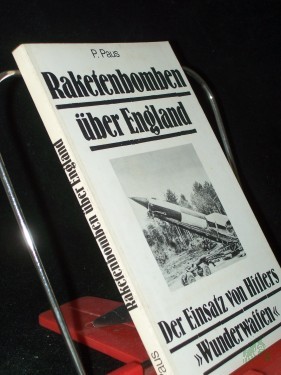 P. Paus
Raketenbomben
über England
Der Einsatz von Hitlers
»Wunderwaffen«
Raketenbomben über England
Paus